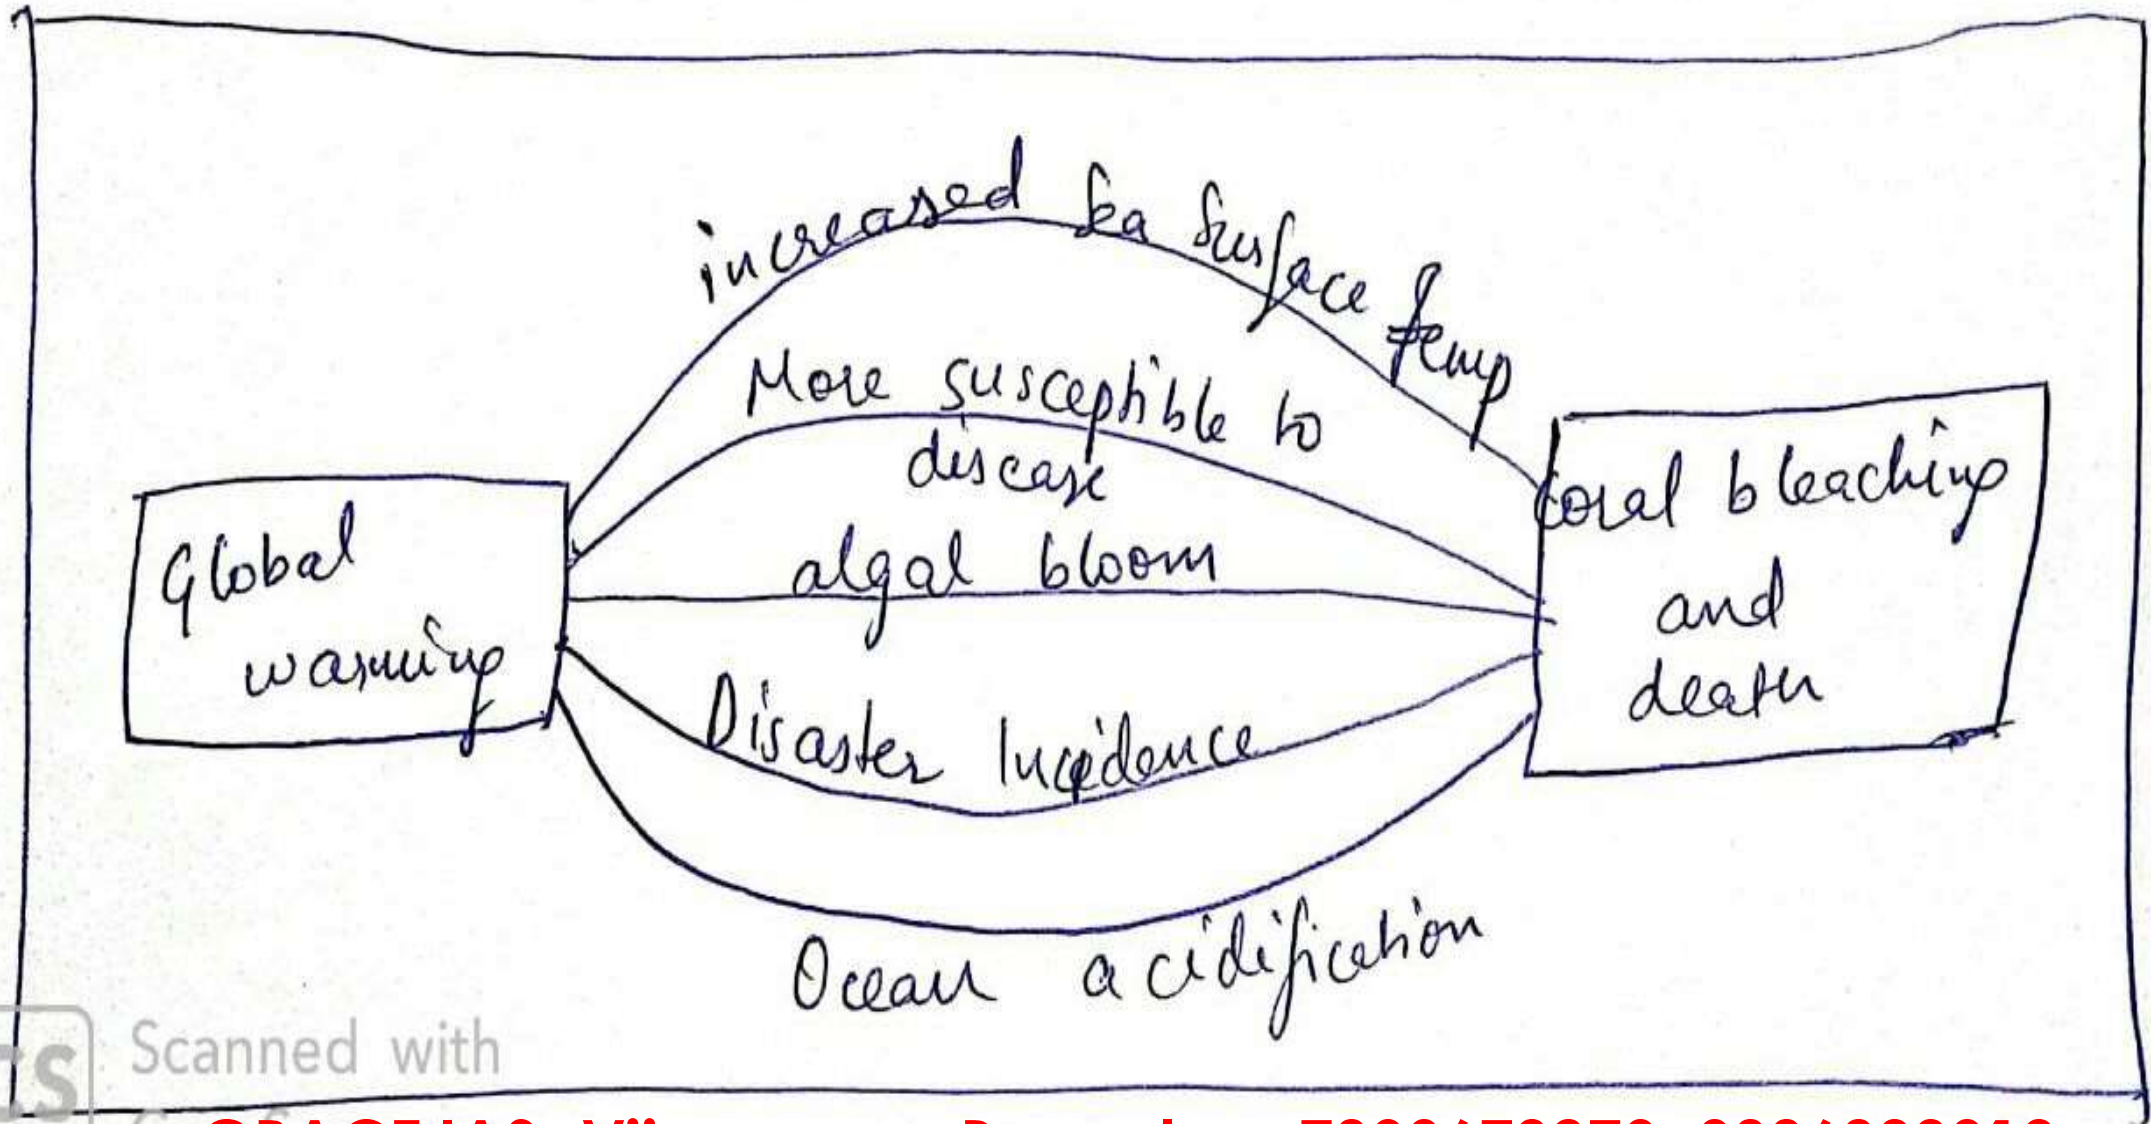 increased Sea Surface temp
More susceptible to
disease
algal bloom
Global
warming
Coral bleaching
and
death
Disaster Incidence
Ocean acidification
Scanned with
CS